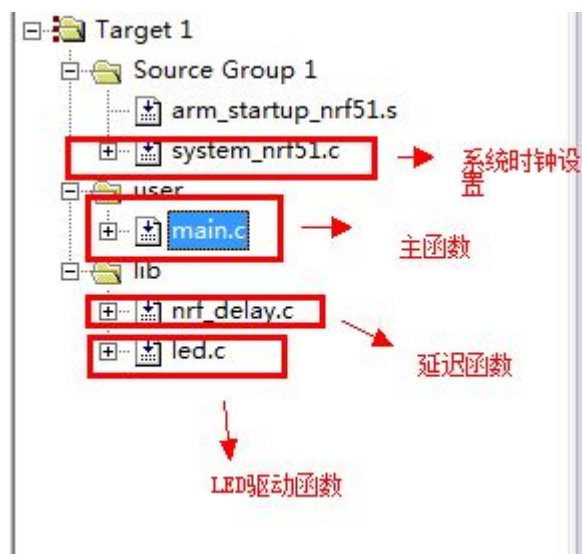 Target 1
Source Group 1
arm_startup_nrf51.s
system_nrf51.c
系统时钟设
置
user
main.c
主函数
lib
nrf_delay.c
led.c
延迟函数
LED驱动函数